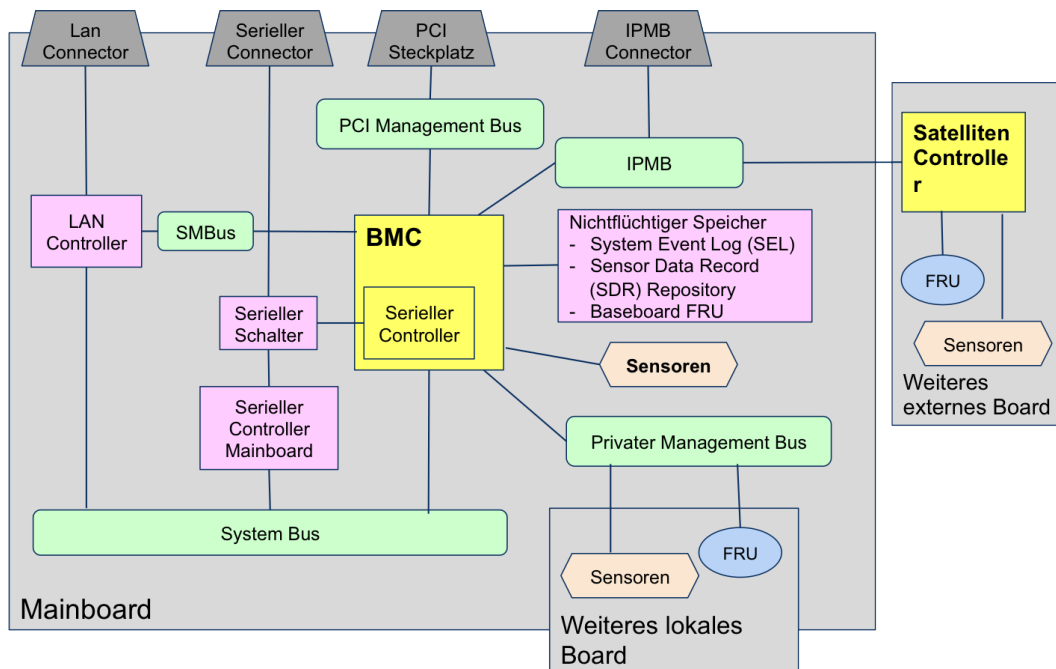 Lan
Connector
Serieller
Connector
PCI
Steckplatz
IPMB
Connector
PCI Management Bus
IPMB
Satelliten
Controlle
r
LAN
Controller
SMBus
BMC
Nichtflüchtiger Speicher
- System Event Log (SEL)
- Sensor Data Record
(SDR) Repository
- Baseboard FRU
FRU
Serieller
Schalter
Serieller
Controller
Sensoren
Sensoren
Weiteres
externes Board
Serieller
Controller
Mainboard
Privater Management Bus
System Bus
FRU
Sensoren
Mainboard
Weiteres lokales
Board